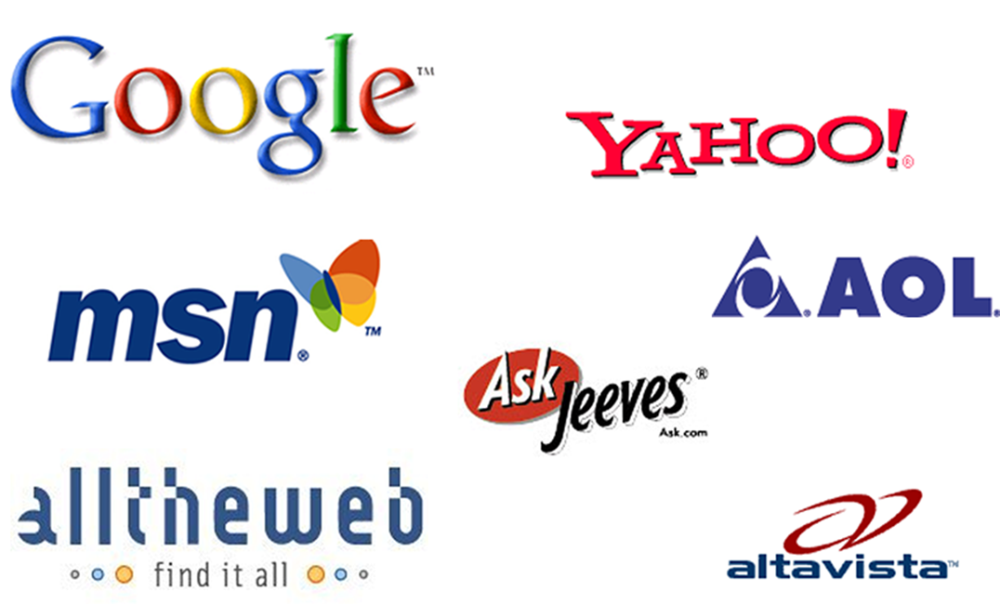 Google™
YAHOO!®
msn®™
AOL®®
Ask Jeeves®
Ask.com
alltheweb
find it all
altavista™